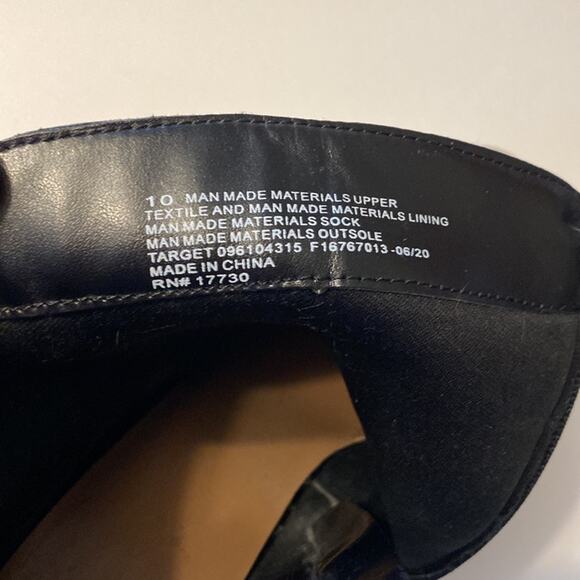 10 MAN MADE MATERIALS UPPER
TEXTILE AND MAN MADE MATERIALS LINING
MAN MADE MATERIALS SOCK
MAN MADE MATERIALS OUTSOLE
TARGET 096104315 F16767013-06/20
MADE IN CHINA
RN# 17730